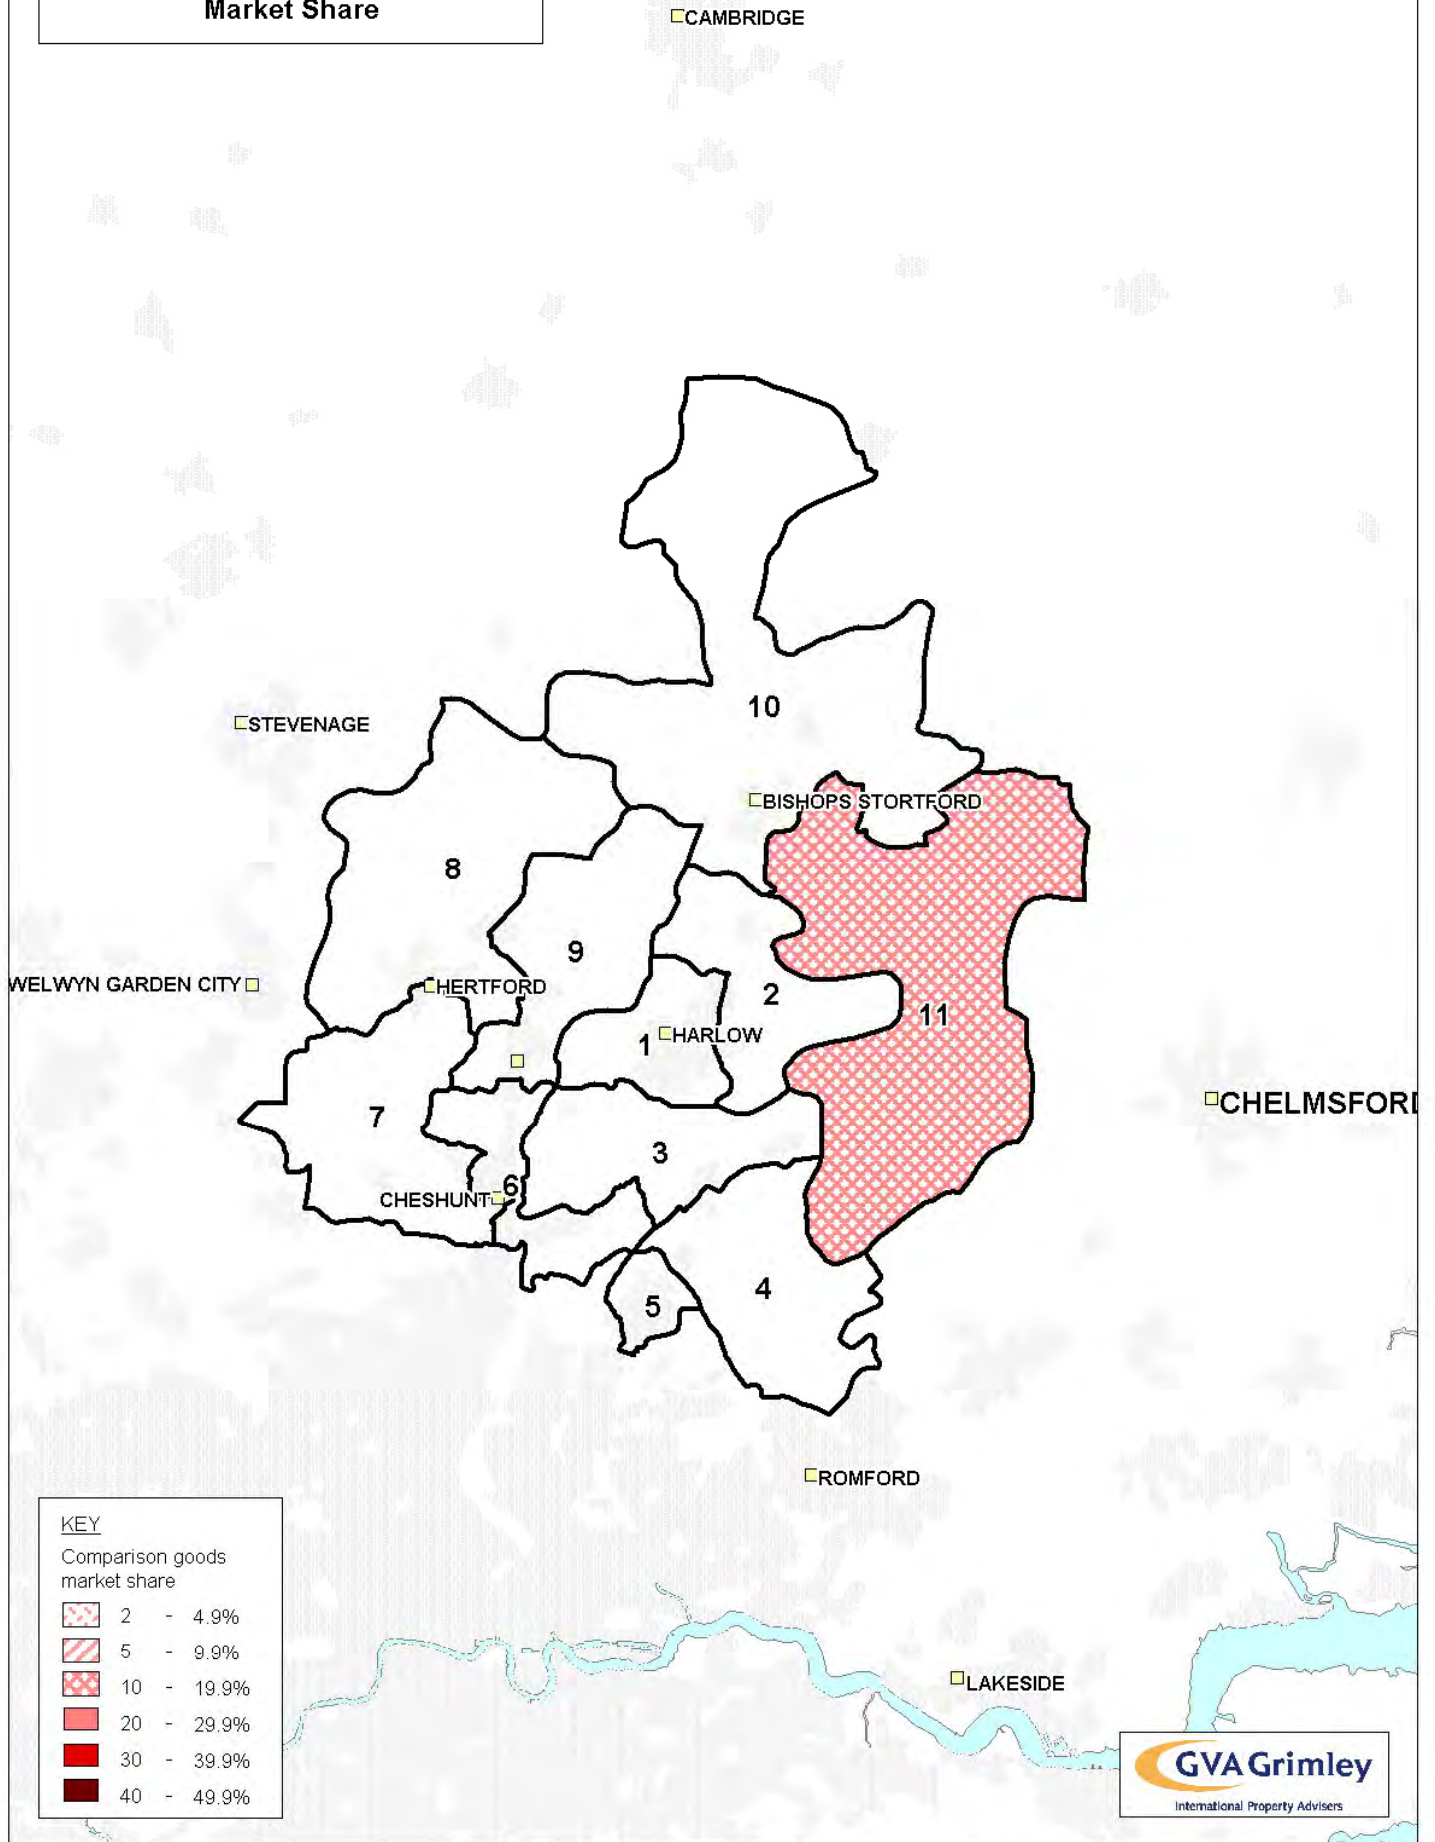 Market Share
CAMBRIDGE
10
STEVENAGE
BISHOPS STORTFORD
8
9
WELWYN GARDEN CITY
HERTFORD
2
11
1
HARLOW
CHELMSFORD
7
3
6
CHESHUNT
4
5
ROMFORD
KEY
Comparison goods
market share
2 - 4.9%
5 - 9.9%
10 - 19.9%
20 - 29.9%
30 - 39.9%
40 - 49.9%
LAKESIDE
GVA Grimley
International Property Advisers